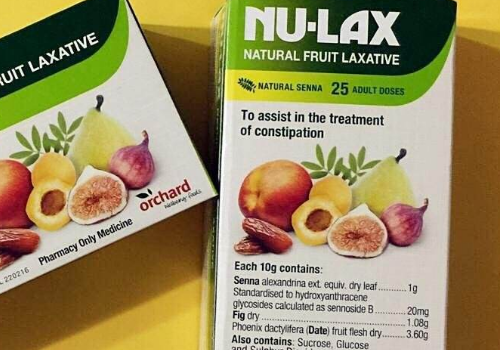 UIT LAXATIVE
orchard
Pharmacy Only Medicine
220216
NU·LAX
NATURAL FRUIT LAXATIVE
NATURAL SENNA 25 ADULT DOSES
To assist in the treatment
of constipation
Each 10g contains:
Senna alexandrina ext. equiv. dry leaf..........1g
Standardised to hydroxyanthracene
glycosides calculated as sennoside B..........20mg
Fig dry..........1.08g
Phoenix dactylifera (Date) fruit flesh dry..........3.60g
Also contains: Sucrose, Glucose